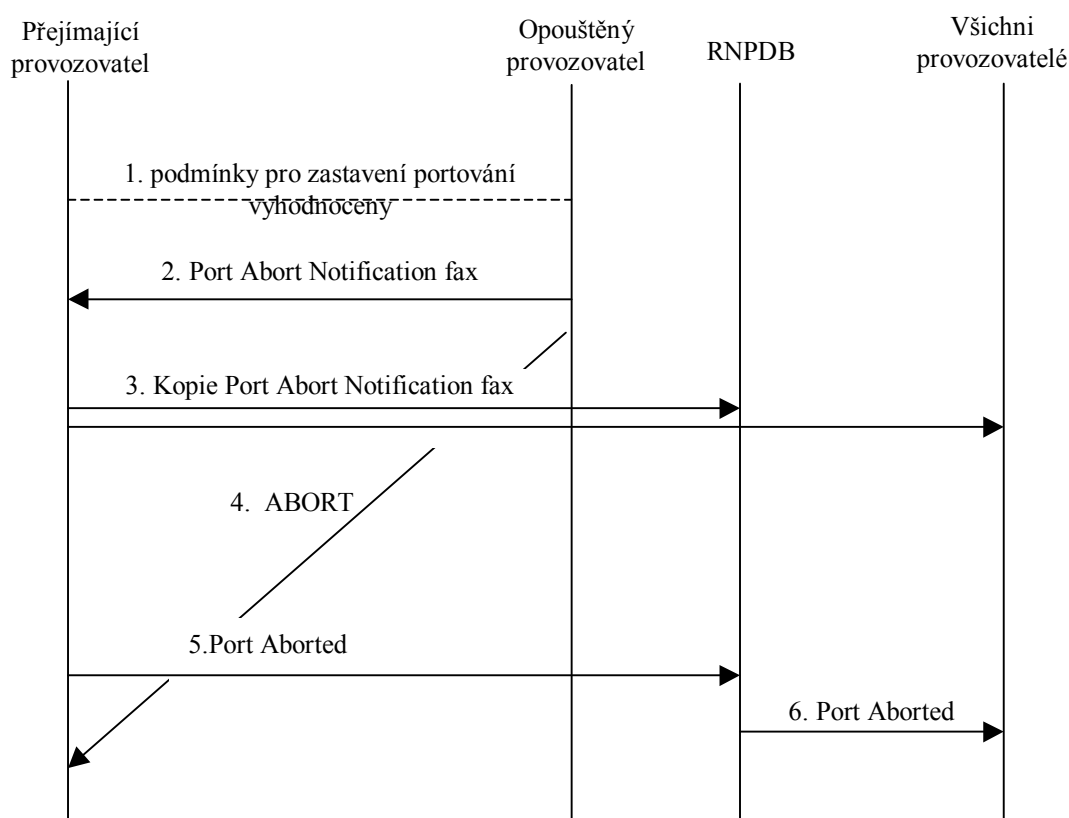 Přejímající
provozovatel
Opouštěný
provozovatel
RNPDB
Všichni
provozovatelé
1. podmínky pro zastavení portování
vyhodnoceny
2. Port Abort Notification fax
3. Kopie Port Abort Notification fax
4. ABORT
5.Port Aborted
6. Port Aborted